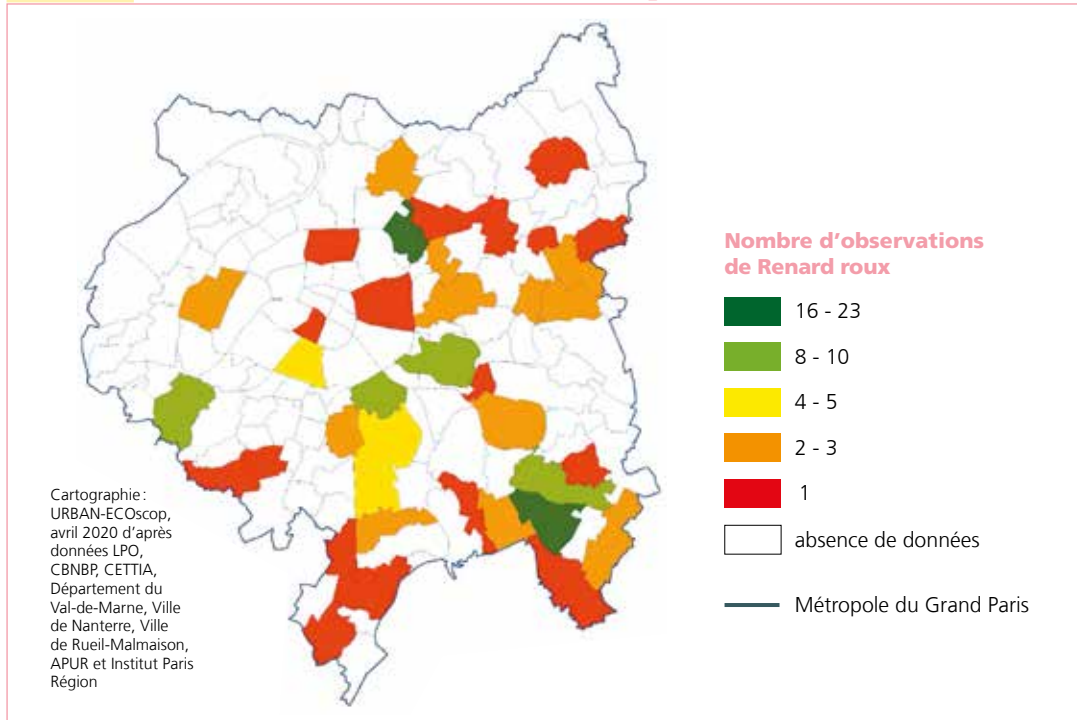 Nombre d'observations
de Renard roux
16 - 23
8 - 10
4 - 5
2 - 3
1
absence de données
Métropole du Grand Paris
Cartographie :
URBAN-ECOscop,
avril 2020 d'après
données LPO,
CBNBP, CETTIA,
Département du
Val-de-Marne, Ville
de Nanterre, Ville
de Rueil-Malmaison,
APUR et Institut Paris
Région